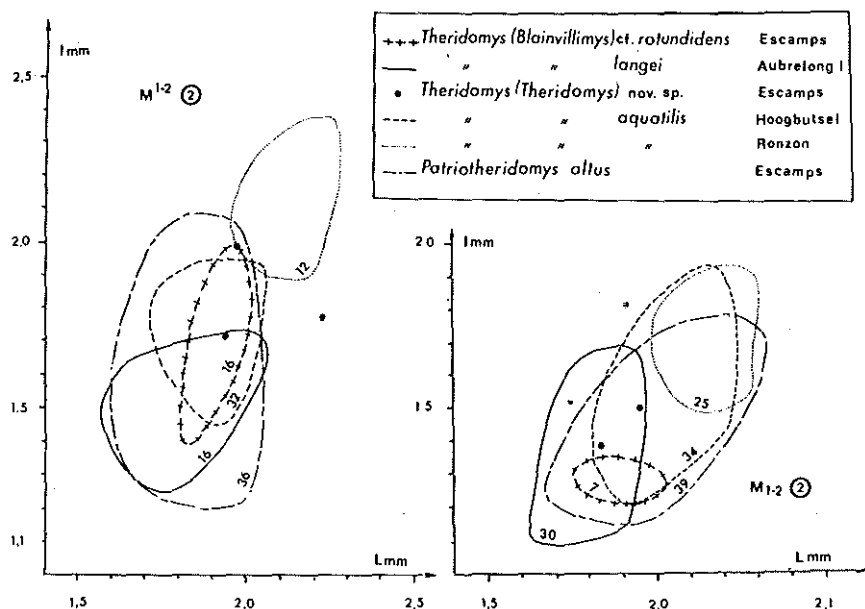 Theridomys (Blainvillimys) cf. rotundidens Escamps
" " langei Aubrelong I
Theridomys (Theridomys) nov. sp. Escamps
" " aquatilis Hoogbutsel
" " " Ronzon
Patriotheridomys altus Escamps
lmm
2,5
M1-2 ②
2,0
1,5
1,1
12
16
32
16
36
Lmm
1,5
2,0
2,5
lmm
2 0
1 5
25
34
39
7
30
M1-2 ②
L mm
1,5
2,0
2,1